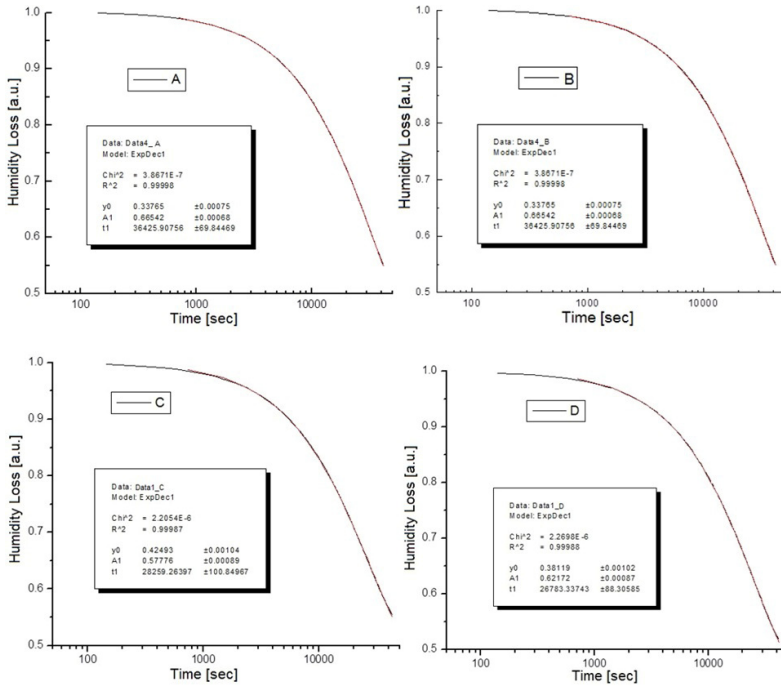 Humidity Loss [a.u.]
1.0
0.9
0.8
0.7
0.6
0.5
A
Data: Data4_A
Model: ExpDec1
Chi^2 = 3.8671E-7
R^2 = 0.99998
y0 0.33765 ±0.00075
A1 0.66542 ±0.00068
t1 36425.90756 ±69.84469
100 1000 10000
Time [sec]
Humidity Loss [a.u.]
1.0
0.9
0.8
0.7
0.6
0.5
B
Data: Data4_B
Model: ExpDec1
Chi^2 = 3.8671E-7
R^2 = 0.99998
y0 0.33765 ±0.00075
A1 0.66542 ±0.00068
t1 36425.90756 ±69.84469
100 1000 10000
Time [sec]
Humidity Loss [a.u.]
1.0
0.9
0.8
0.7
0.6
0.5
C
Data: Data1_C
Model: ExpDec1
Chi^2 = 2.2054E-6
R^2 = 0.99987
y0 0.42493 ±0.00104
A1 0.57776 ±0.00089
t1 28259.26397 ±100.84967
100 1000 10000
Time [sec]
Humidity Loss [a.u.]
1.0
0.9
0.8
0.7
0.6
0.5
D
Data: Data1_D
Model: ExpDec1
Chi^2 = 2.2698E-6
R^2 = 0.99988
y0 0.38119 ±0.00102
A1 0.62172 ±0.00087
t1 26783.33743 ±88.30585
100 1000 10000
Time [sec]